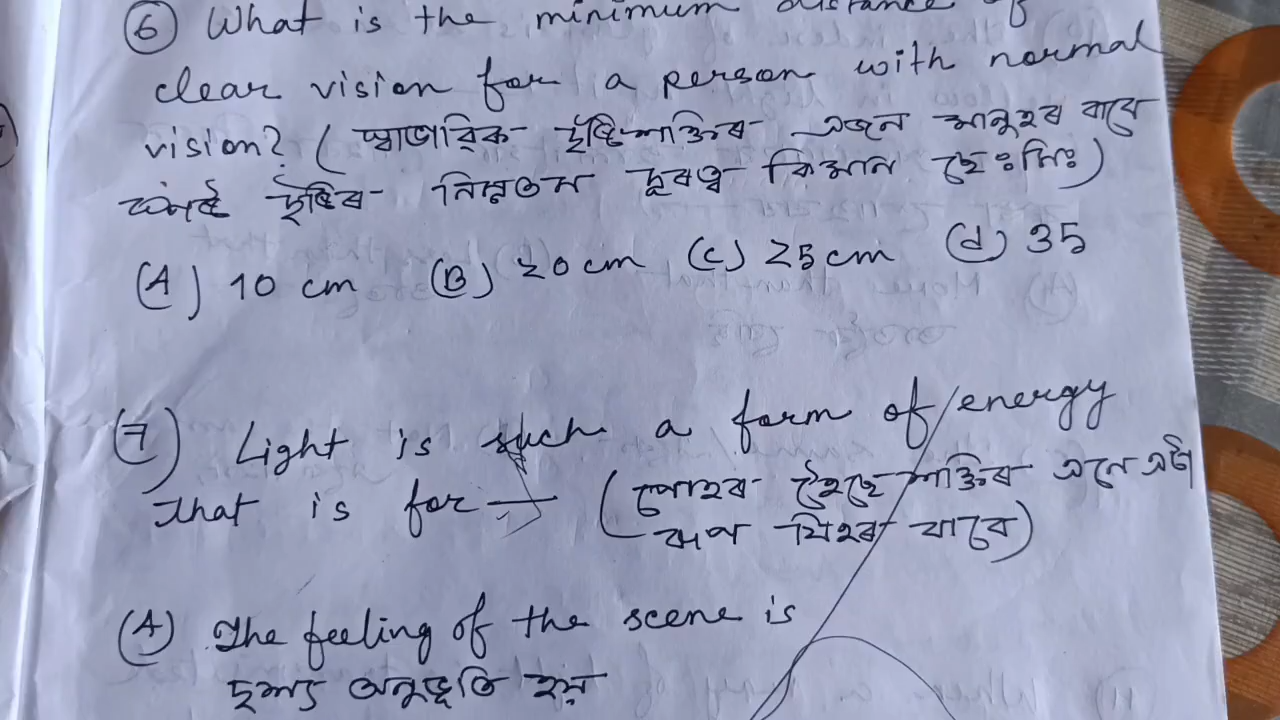 (6) What is the minimum distance of
clear vision for a person with normal
vision? (স্বাভাৱিক দৃষ্টিশক্তিৰ এজন মানুহৰ বাবে
স্পষ্ট দৃষ্টিৰ নিম্নতম দূৰত্ব কিমান ছেঃমিঃ)
(A) 10 cm (B) 20 cm (C) 25 cm (d) 35
(7) Light is such a form of energy
that is for — (পোহৰ হৈছে শক্তিৰ এনে এটা
ৰূপ যিহৰ বাবে)
(A) The feeling of the scene is
দৃশ্যৰ অনুভূতি হয়